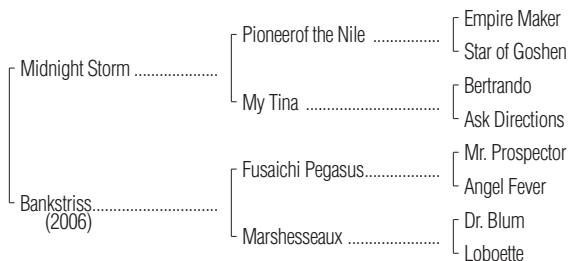 Midnight Storm ....................
Bankstriss..............................
(2006)
Pioneerof the Nile ................
My Tina ................................
Fusaichi Pegasus..................
Marshesseaux ......................
Empire Maker
Star of Goshen
Bertrando
Ask Directions
Mr. Prospector
Angel Fever
Dr. Blum
Loboette